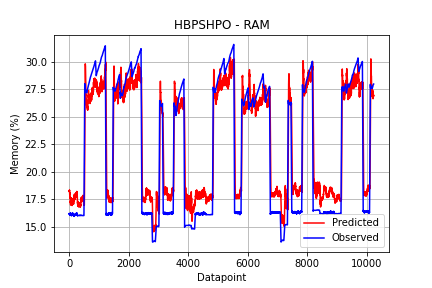 HBPSHPO - RAM
Memory (%)
30.0
27.5
25.0
22.5
20.0
17.5
15.0
0
2000
4000
6000
8000
10000
Datapoint
Predicted
Observed